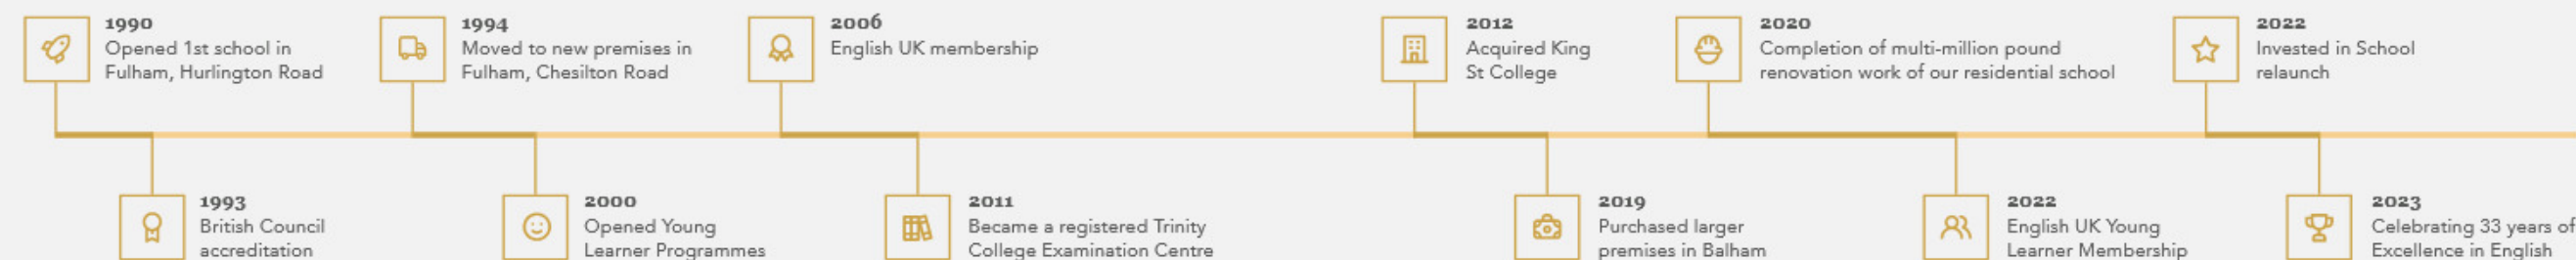 1990
Opened 1st school in
Fulham, Hurlington Road
1994
Moved to new premises in
Fulham, Chesilton Road
2006
English UK membership
2012
Acquired King
St College
2020
Completion of multi-million pound
renovation work of our residential school
2022
Invested in School
relaunch
1993
British Council
accreditation
2000
Opened Young
Learner Programmes
2011
Became a registered Trinity
College Examination Centre
2019
Purchased larger
premises in Balham
2022
English UK Young
Learner Membership
2023
Celebrating 33 years of
Excellence in English